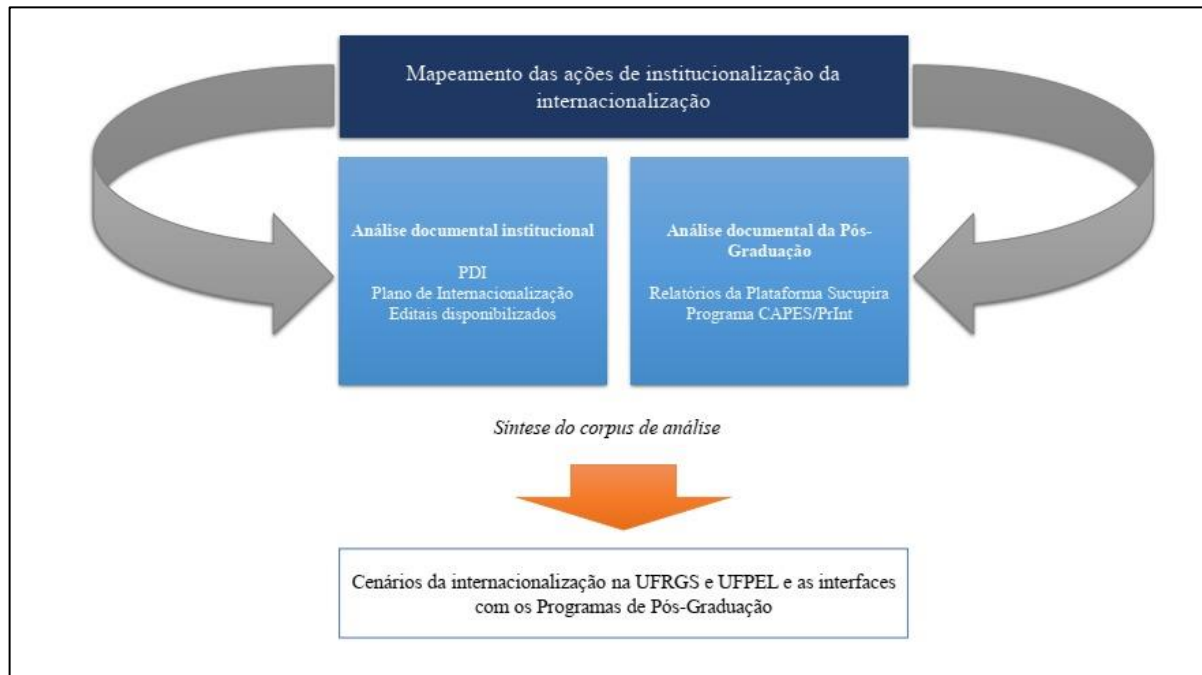 Mapeamento das ações de institucionalização da
internacionalização
Análise documental institucional
PDI
Plano de Internacionalização
Editais disponibilizados
Análise documental da Pós-
Graduação
Relatórios da Plataforma Sucupira
Programa CAPES/PrInt
Síntese do corpus de análise
Cenários da internacionalização na UFRGS e UFPEL e as interfaces
com os Programas de Pós-Graduação